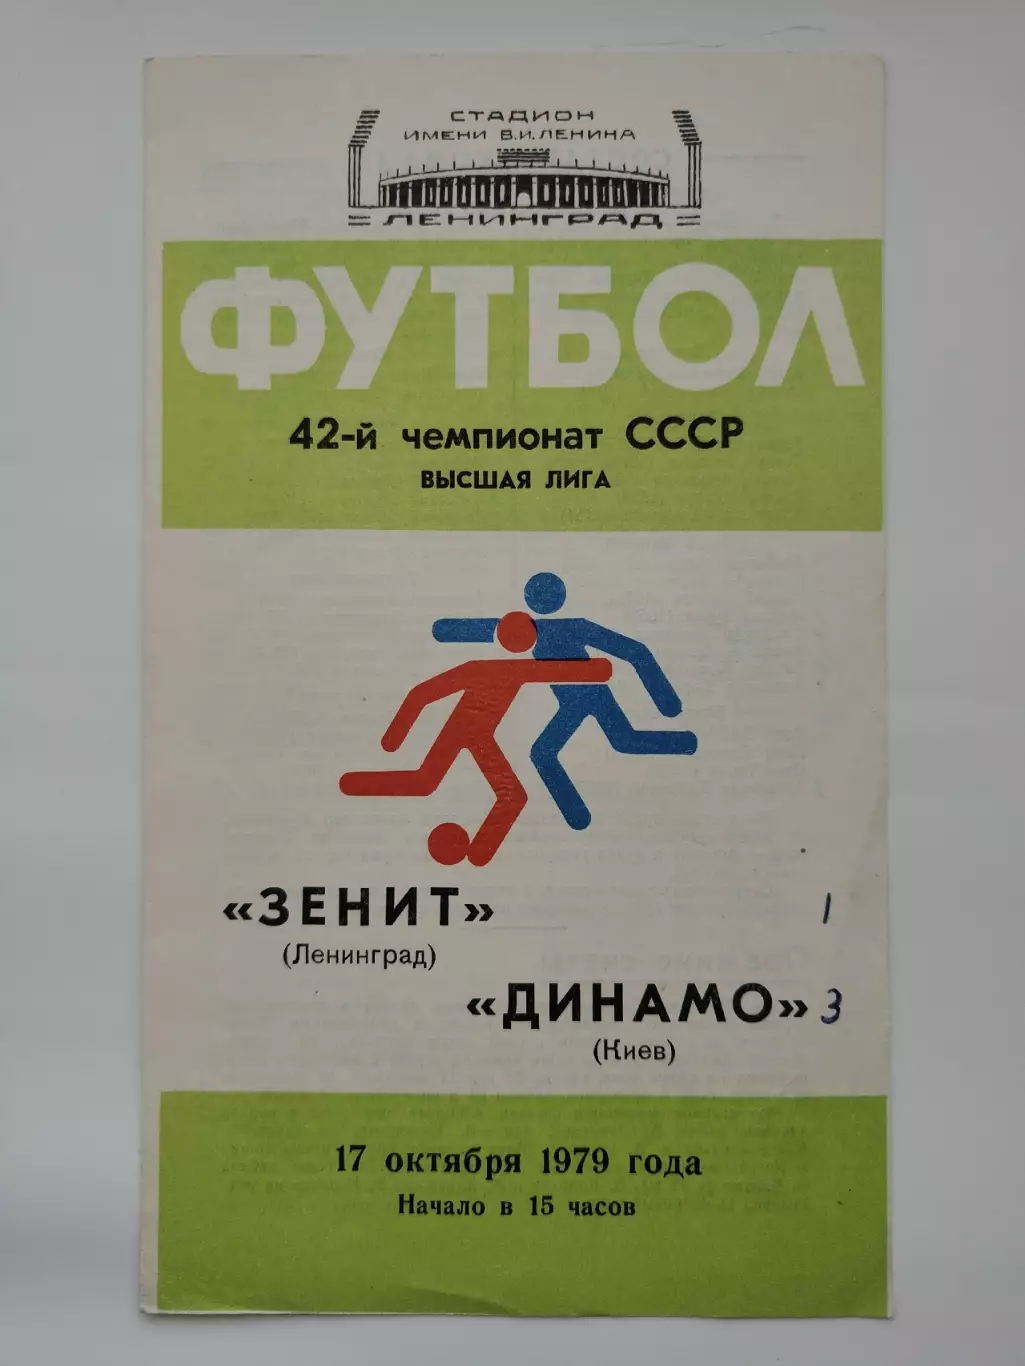 СТАДИОН
ИМЕНИ В.И.ЛЕНИНА
ЛЕНИНГРАД
ФУТБОЛ
42-й чемпионат СССР
ВЫСШАЯ ЛИГА
«ЗЕНИТ» 1
(Ленинград)
«ДИНАМО» 3
(Киев)
17 октября 1979 года
Начало в 15 часов